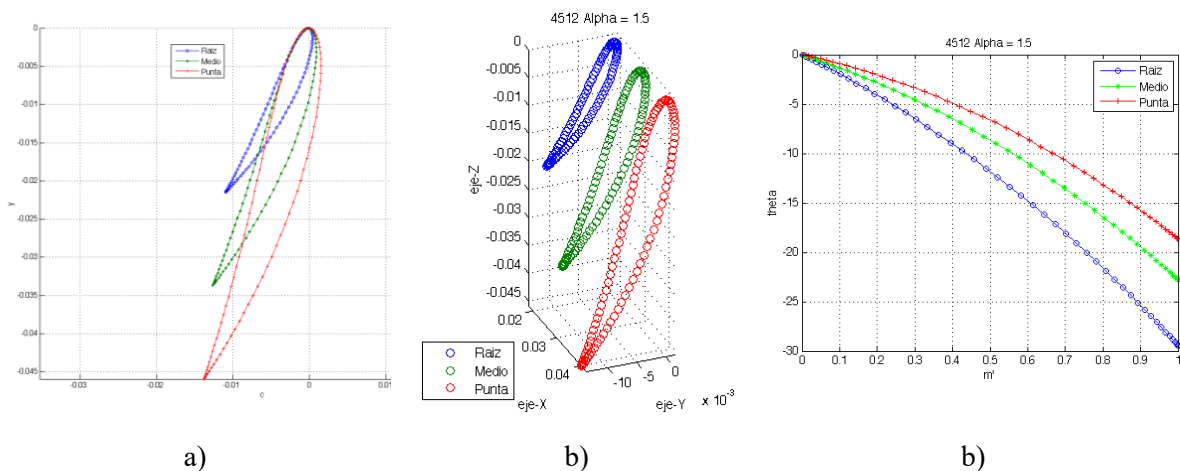 0
-0.005
-0.01
-0.015
-0.02
-0.025
-0.03
-0.035
-0.04
-0.045
y
Raiz
Medio
Punta
-0.03
-0.02
-0.01
0
0.01
c
4512 Alpha = 1.5
0
-0.005
-0.01
-0.015
-0.02
-0.025
-0.03
-0.035
-0.04
-0.045
eje-Z
0.02
0.03
0.04
eje-X
-10
-5
0
eje-Y
x 10⁻³
Raiz
Medio
Punta
4512 Alpha = 1.5
0
-5
-10
-15
-20
-25
-30
theta
Raiz
Medio
Punta
0
0.1
0.2
0.3
0.4
0.5
0.6
0.7
0.8
0.9
1
m'
a)
b)
b)